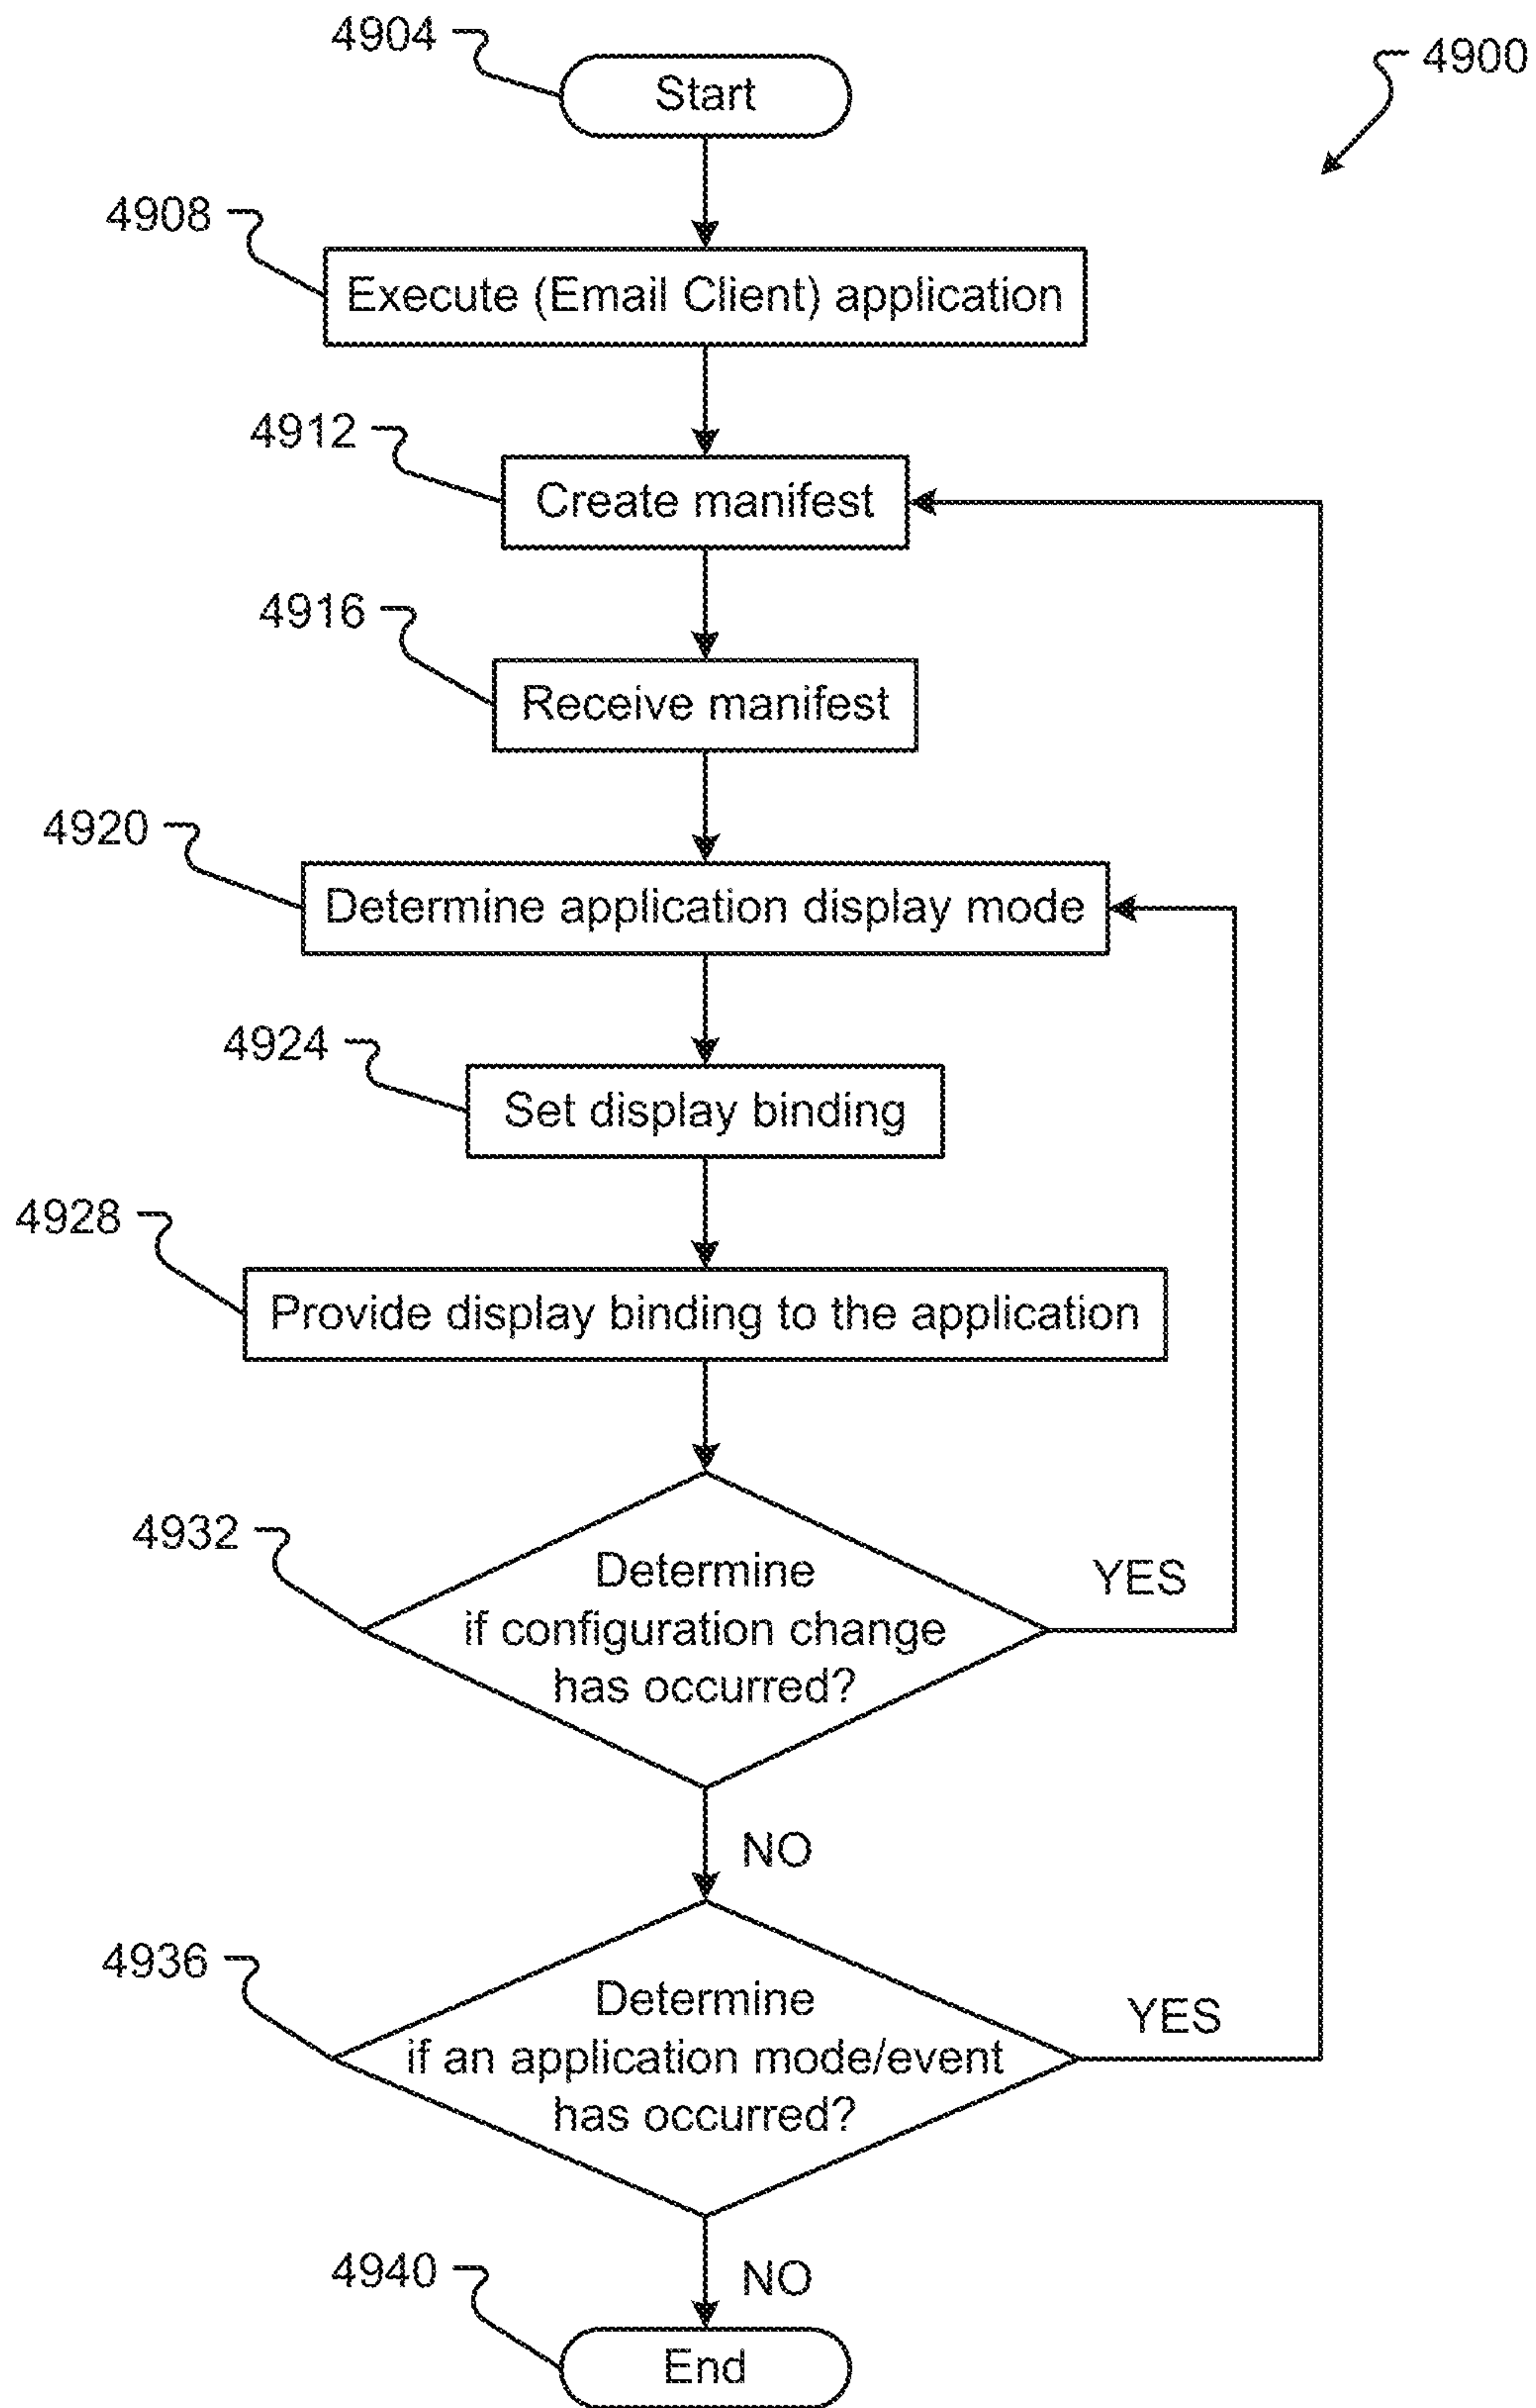 4904
Start
4900
4908
Execute (Email Client) application
4912
Create manifest
4916
Receive manifest
4920
Determine application display mode
4924
Set display binding
4928
Provide display binding to the application
4932
Determine
if configuration change
has occurred?
YES
NO
4936
Determine
if an application mode/event
has occurred?
YES
NO
4940
End